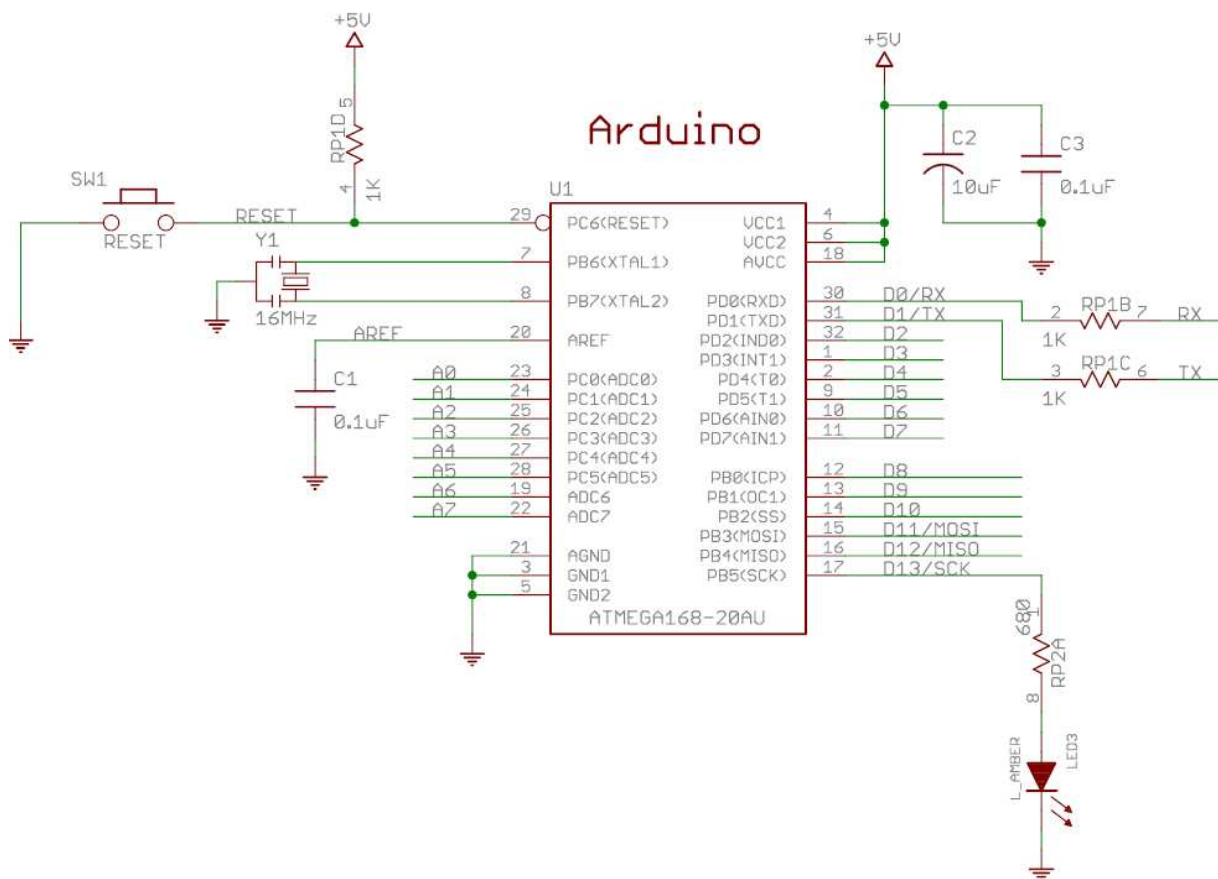 +5V
+5V
Arduino
5
RP1D
4
1K
SW1
RESET
RESET
Y1
16MHz
AREF
C1
0.1uF
C2
10uF
C3
0.1uF
U1
29 PC6(RESET)
7 PB6(XTAL1)
8 PB7(XTAL2)
20 AREF
A0 23 PC0(ADC0)
A1 24 PC1(ADC1)
A2 25 PC2(ADC2)
A3 26 PC3(ADC3)
A4 27 PC4(ADC4)
A5 28 PC5(ADC5)
A6 19 ADC6
A7 22 ADC7
21 AGND
3 GND1
5 GND2
VCC1 4
VCC2 6
AVCC 18
PD0(RXD) 30 D0/RX
PD1(TXD) 31 D1/TX
PD2(IND0) 32 D2
PD3(INT1) 1 D3
PD4(T0) 2 D4
PD5(T1) 9 D5
PD6(AIN0) 10 D6
PD7(AIN1) 11 D7
PB0(ICP) 12 D8
PB1(OC1) 13 D9
PB2(SS) 14 D10
PB3(MOSI) 15 D11/MOSI
PB4(MISO) 16 D12/MISO
PB5(SCK) 17 D13/SCK
ATMEGA168-20AU
2 RP1B 7 RX
1K
3 RP1C 6 TX
1K
680
1
RP2A
8
L_AMBER
LED3